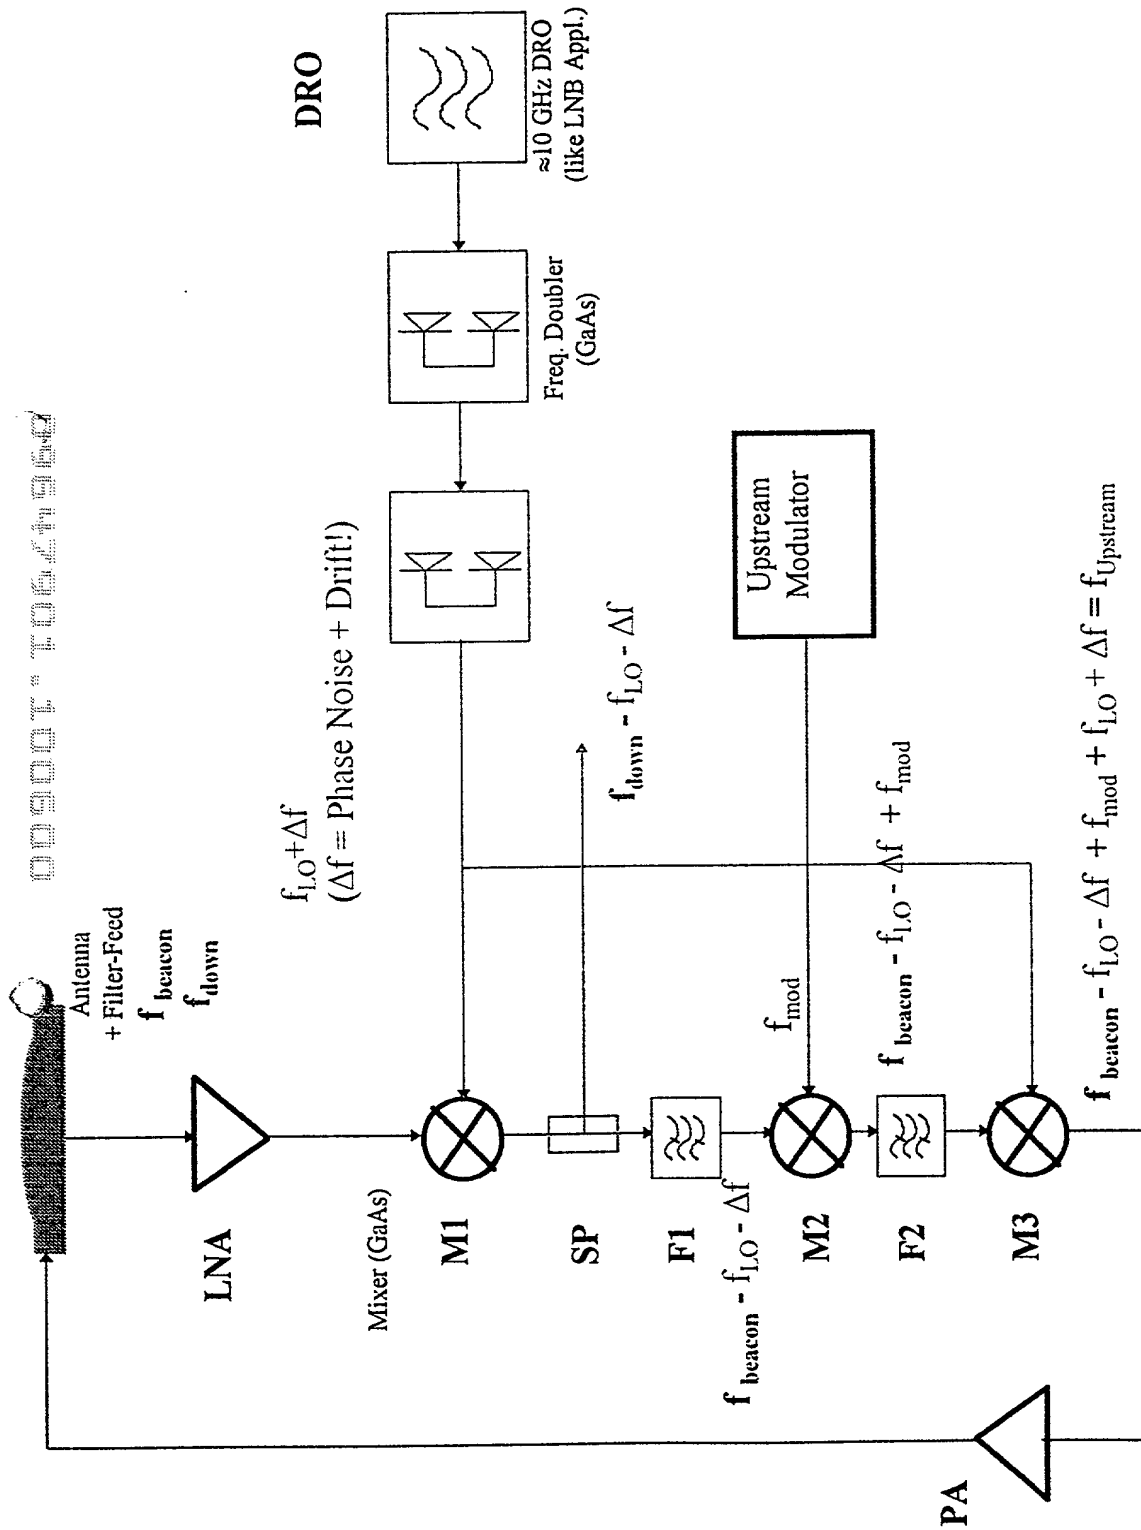 09647901.100600
Antenna
+ Filter-Feed
f beacon
f down
LNA
Mixer (GaAs)
M1
f LO + Δf
(Δf = Phase Noise + Drift!)
DRO
≈10 GHz DRO
(like LNB Appl.)
Freq. Doubler
(GaAs)
SP
f down - f LO - Δf
F1
f beacon - f LO - Δf
M2
f mod
Upstream
Modulator
F2
f beacon - f LO - Δf + f mod
M3
f beacon - f LO - Δf + f mod + f LO + Δf = f Upstream
PA